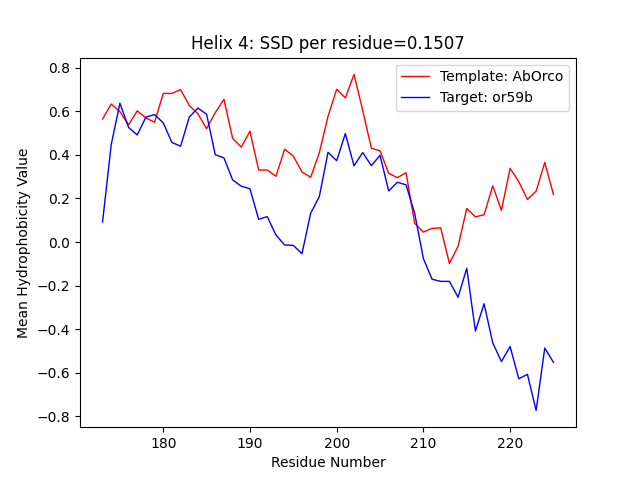 Helix 4: SSD per residue=0.1507
Template: AbOrco
Target: or59b
Mean Hydrophobicity Value
0.8
0.6
0.4
0.2
0.0
−0.2
−0.4
−0.6
−0.8
180 190 200 210 220
Residue Number